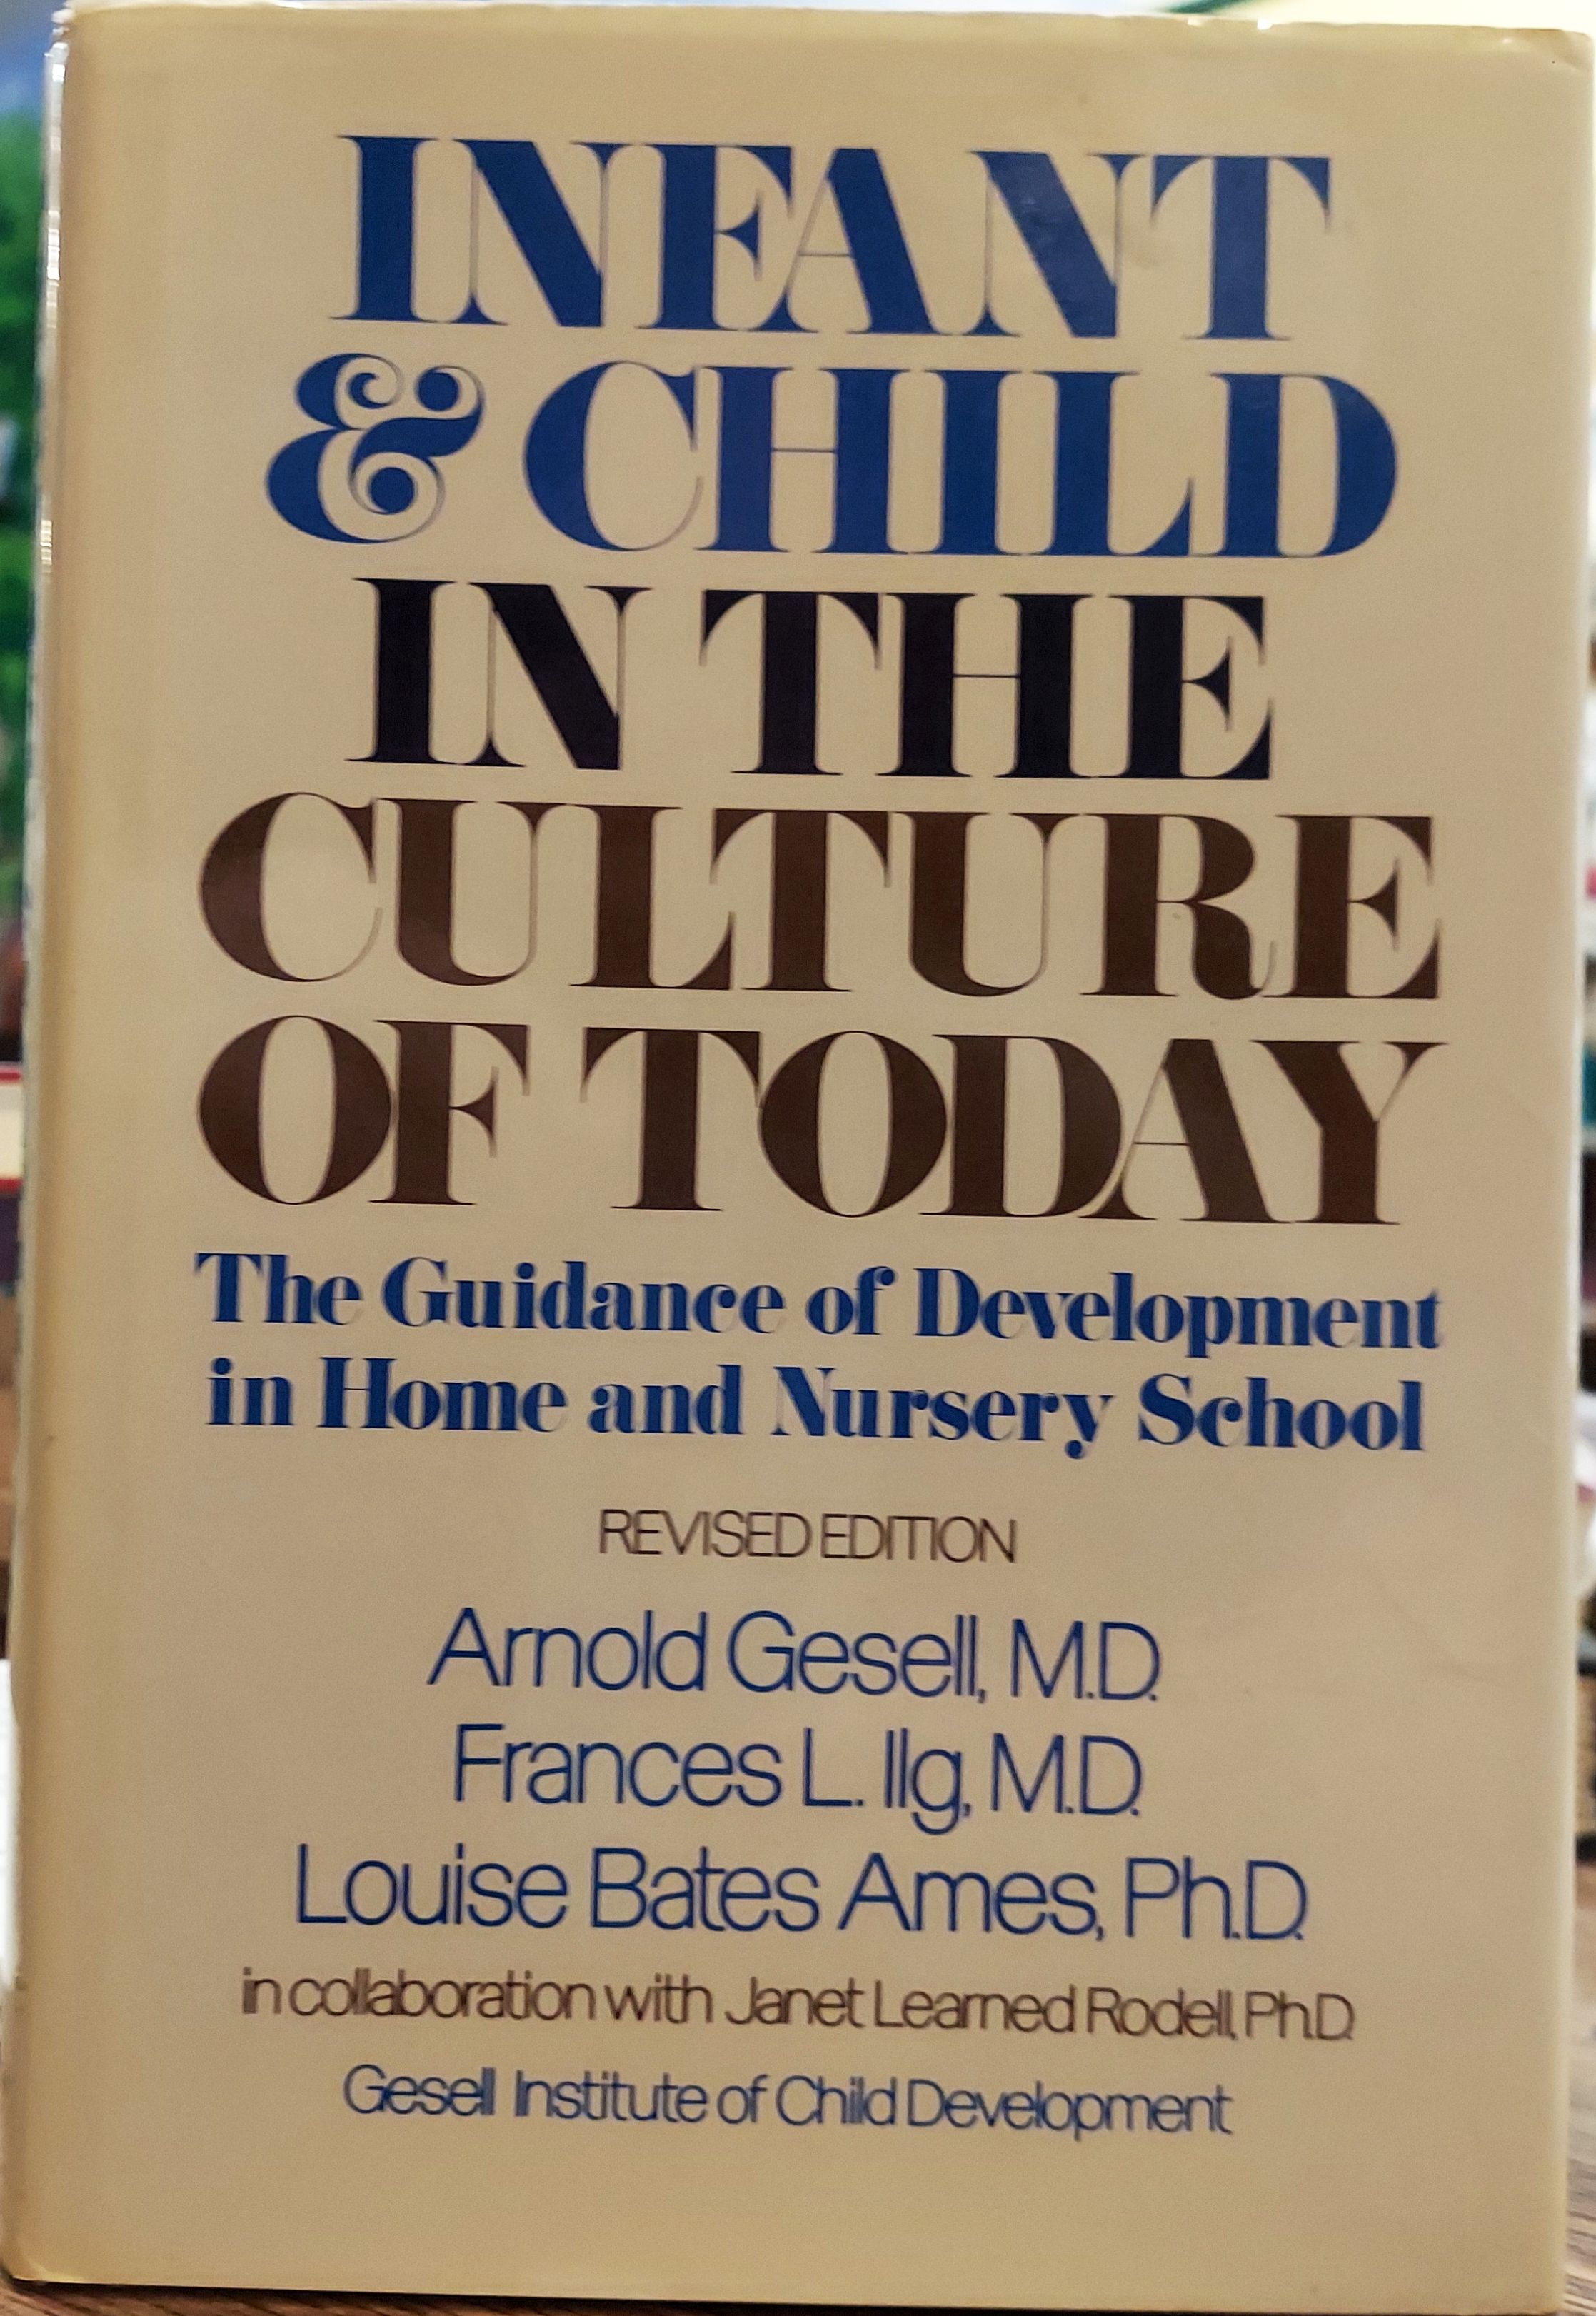 INFANT
& CHILD
IN THE
CULTURE
OF TODAY
The Guidance of Development
in Home and Nursery School
REVISED EDITION
Arnold Gesell, M.D.
Frances L. Ilg, M.D.
Louise Bates Ames, Ph.D.
in collaboration with Janet Learned Rodell, Ph.D.
Gesell Institute of Child Development